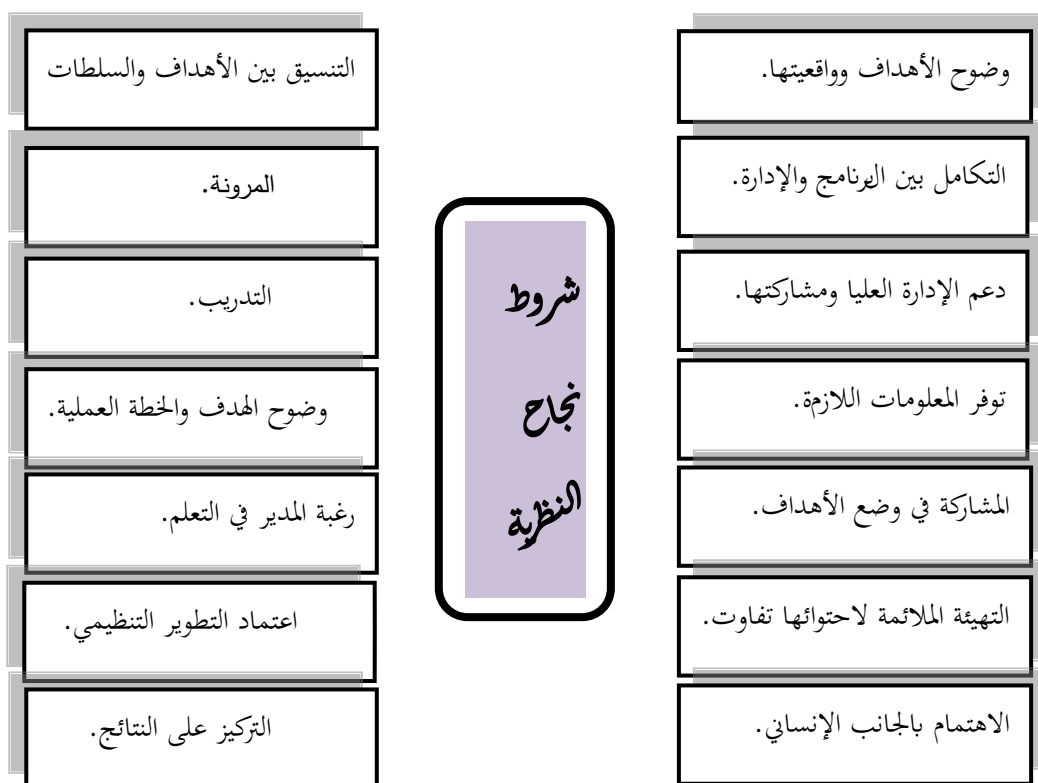 وضوح الأهداف وواقعيتها.
التكامل بين البرنامج والإدارة.
دعم الإدارة العليا ومشاركتها.
توفر المعلومات اللازمة.
المشاركة في وضع الأهداف.
التهيئة الملائمة لاحتوائها تفاوت.
الاهتمام بالجانب الإنساني.
شروط
نجاح
النظرية
التنسيق بين الأهداف والسلطات
المرونة.
التدريب.
وضوح الهدف والخطة العملية.
رغبة المدير في التعلم.
اعتماد التطوير التنظيمي.
التركيز على النتائج.